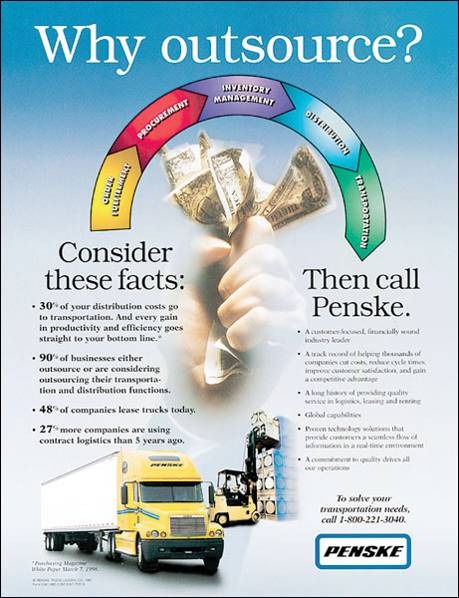 Why outsource?
ORDER
FULFILLMENT
PROCUREMENT
INVENTORY
MANAGEMENT
DISTRIBUTION
TRANSPORTATION
Consider
these facts:
• 30% of your distribution costs go
to transportation. And every gain
in productivity and efficiency goes
straight to your bottom line.*
• 90% of businesses either
outsource or are considering
outsourcing their transporta-
tion and distribution functions.
• 48% of companies lease trucks today.
• 27% more companies are using
contract logistics than 5 years ago.
Then call
Penske.
• A customer-focused, financially sound
industry leader
• A track record of helping thousands of
companies cut costs, reduce cycle times,
improve customer satisfaction, and gain
a competitive advantage
• A long history of providing quality
service in logistics, leasing and renting
• Global capabilities
• Proven technology solutions that
provide customers a seamless flow of
information in a real-time environment
• A commitment to quality drives all
our operations
PENSKE
To solve your
transportation needs,
call 1-800-221-3040.
PENSKE
*Purchasing Magazine
White Paper March 7, 1996.
© PENSKE TRUCK LEASING CO.